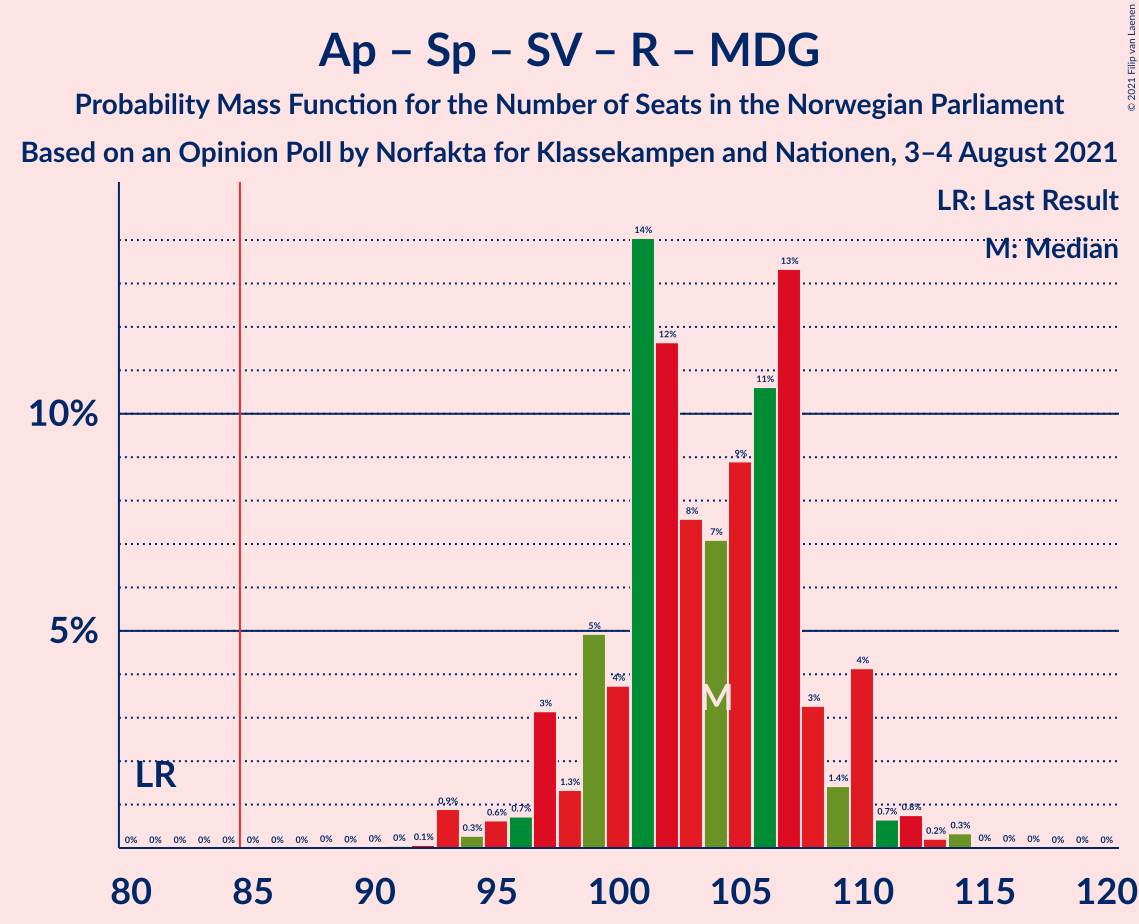 Ap – Sp – SV – R – MDG
Probability Mass Function for the Number of Seats in the Norwegian Parliament
Based on an Opinion Poll by Norfakta for Klassekampen and Nationen, 3–4 August 2021
© 2021 Filip van Laenen
LR: Last Result
M: Median
10%
5%
LR
M
0% 0% 0% 0% 0% 0% 0% 0% 0% 0% 0% 0% 0.1% 0.9% 0.3% 0.6% 0.7% 3% 1.3% 5% 4% 14% 12% 8% 7% 9% 11% 13% 3% 1.4% 4% 0.7% 0.8% 0.2% 0.3% 0% 0% 0% 0% 0% 0%
80 85 90 95 100 105 110 115 120